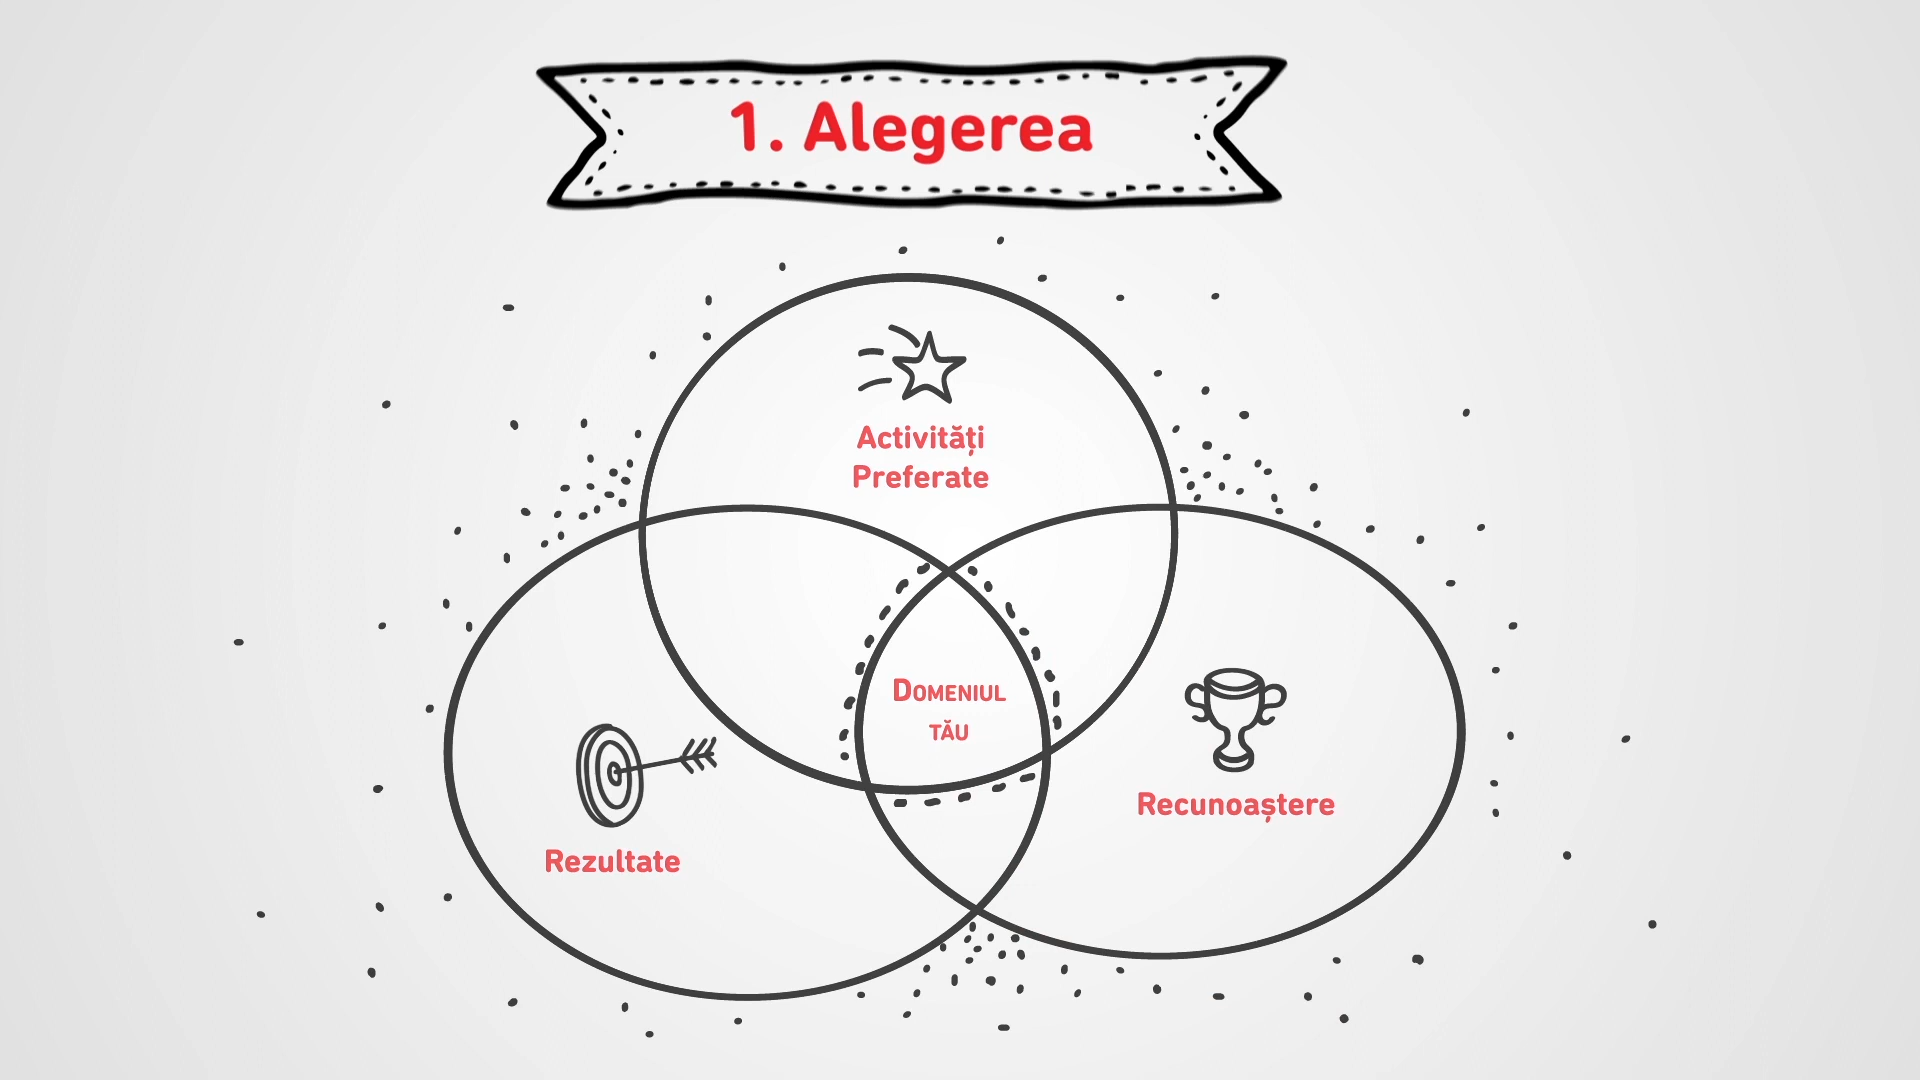 1. Alegerea
Activități
Preferate
Domeniul
tău
Recunoaștere
Rezultate